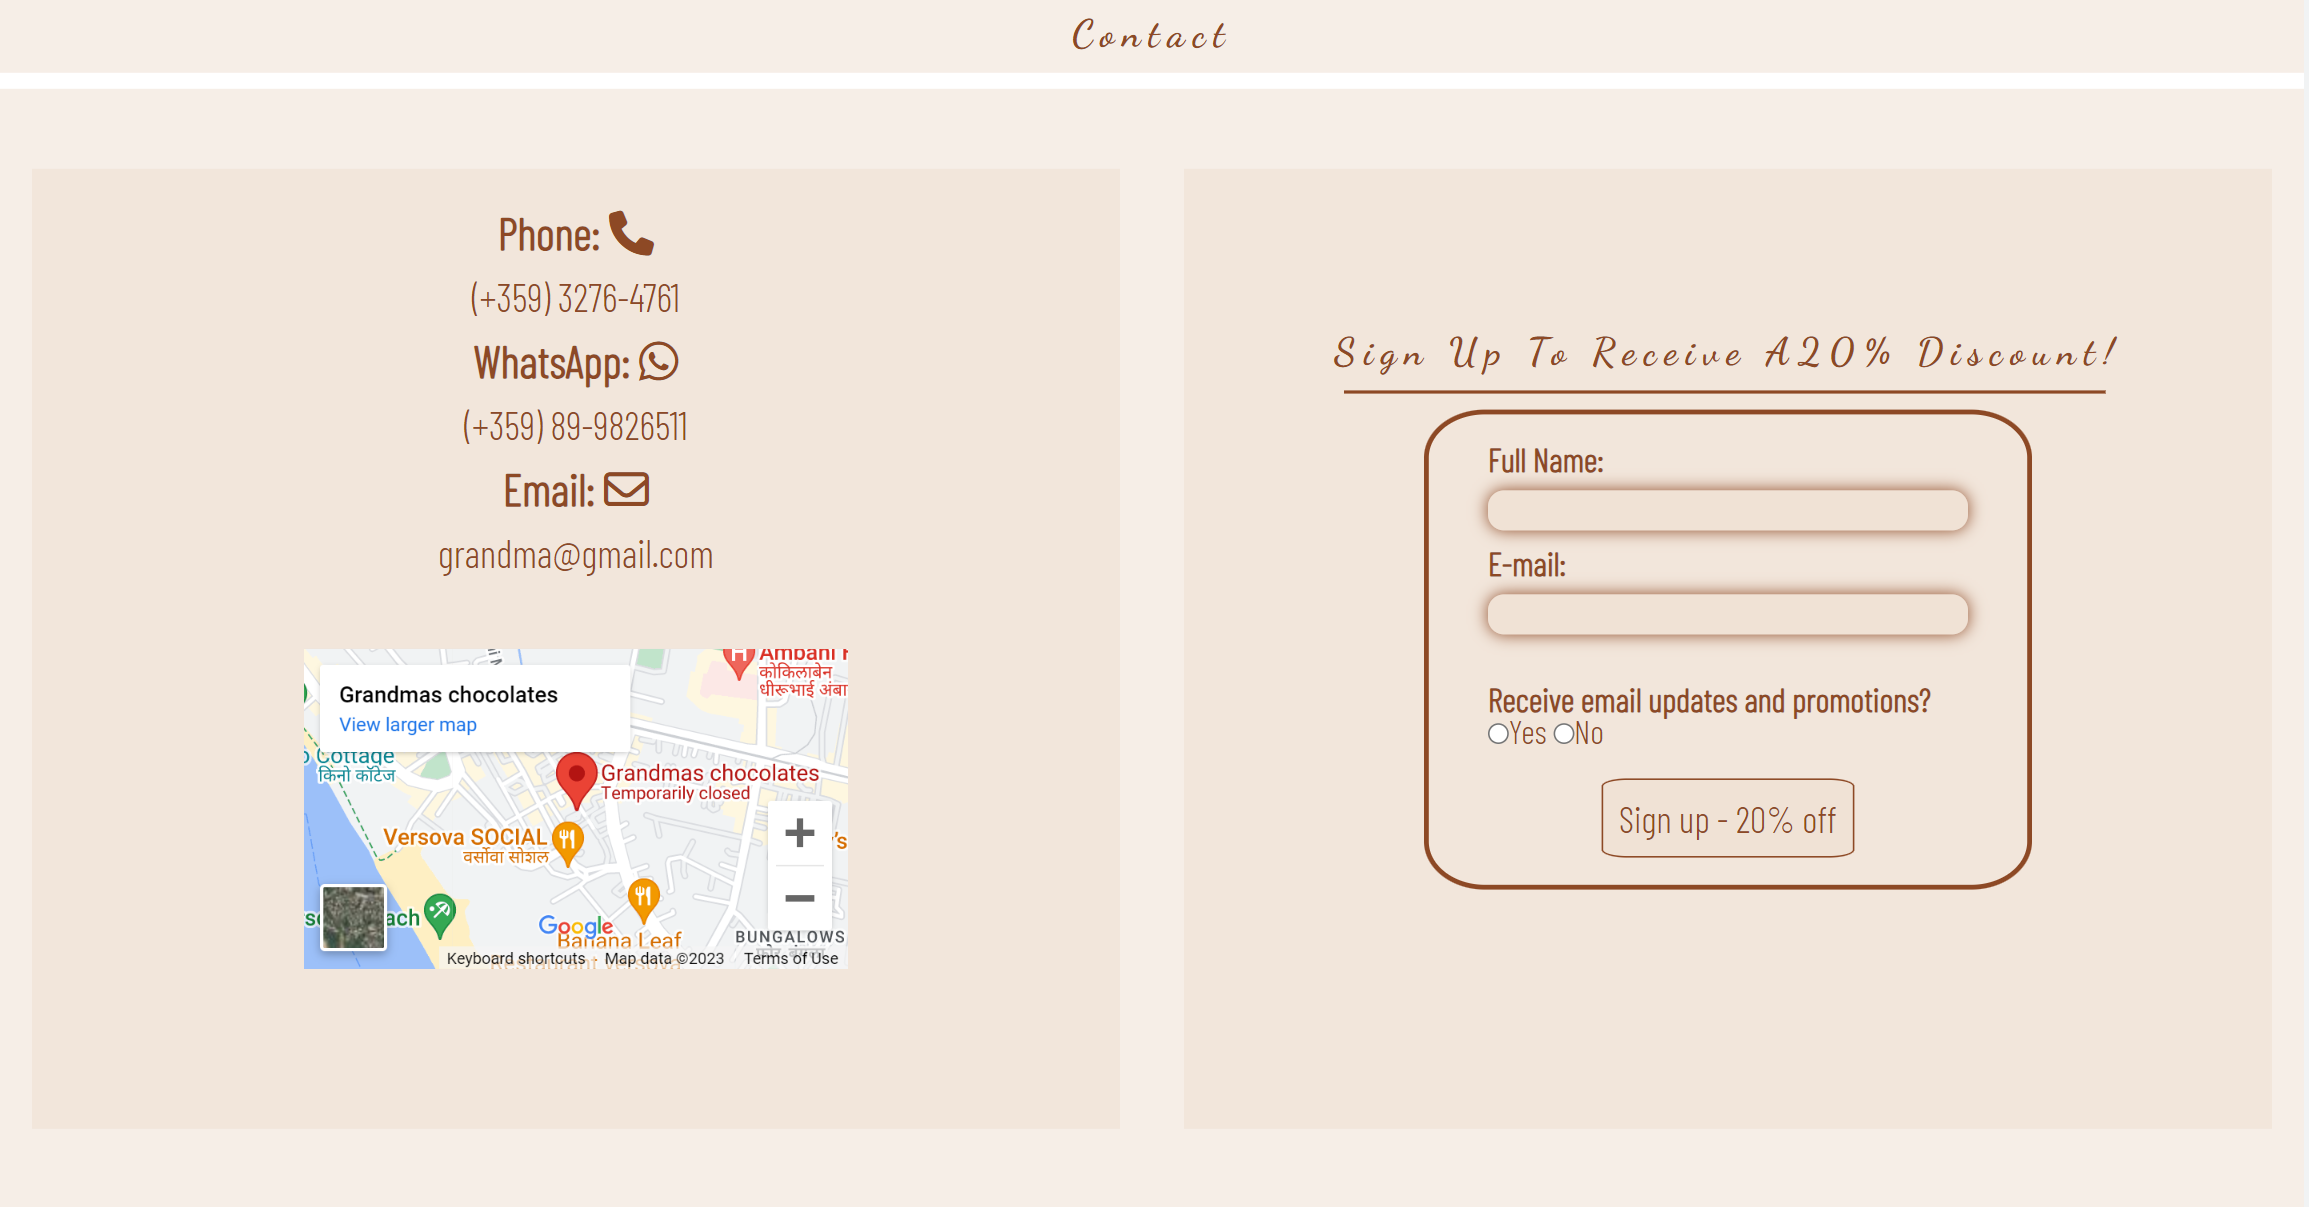 Contact
Phone:
(+359) 3276-4761
WhatsApp:
(+359) 89-9826511
Email:
grandma@gmail.com
Ambani
कोकिलाबेन
धीरूभाई अंबा
Grandmas chocolates
View larger map
Cottage
किनो कॉटेज
Grandmas chocolates
Temporarily closed
Versova SOCIAL
वर्सोवा सोशल
's
ach
Google
Banana Leaf
BUNGALOWS
Keyboard shortcuts
Map data ©2023
Terms of Use
Sign Up To Receive A20% Discount!
Full Name:
E-mail:
Receive email updates and promotions?
Yes No
Sign up - 20% off